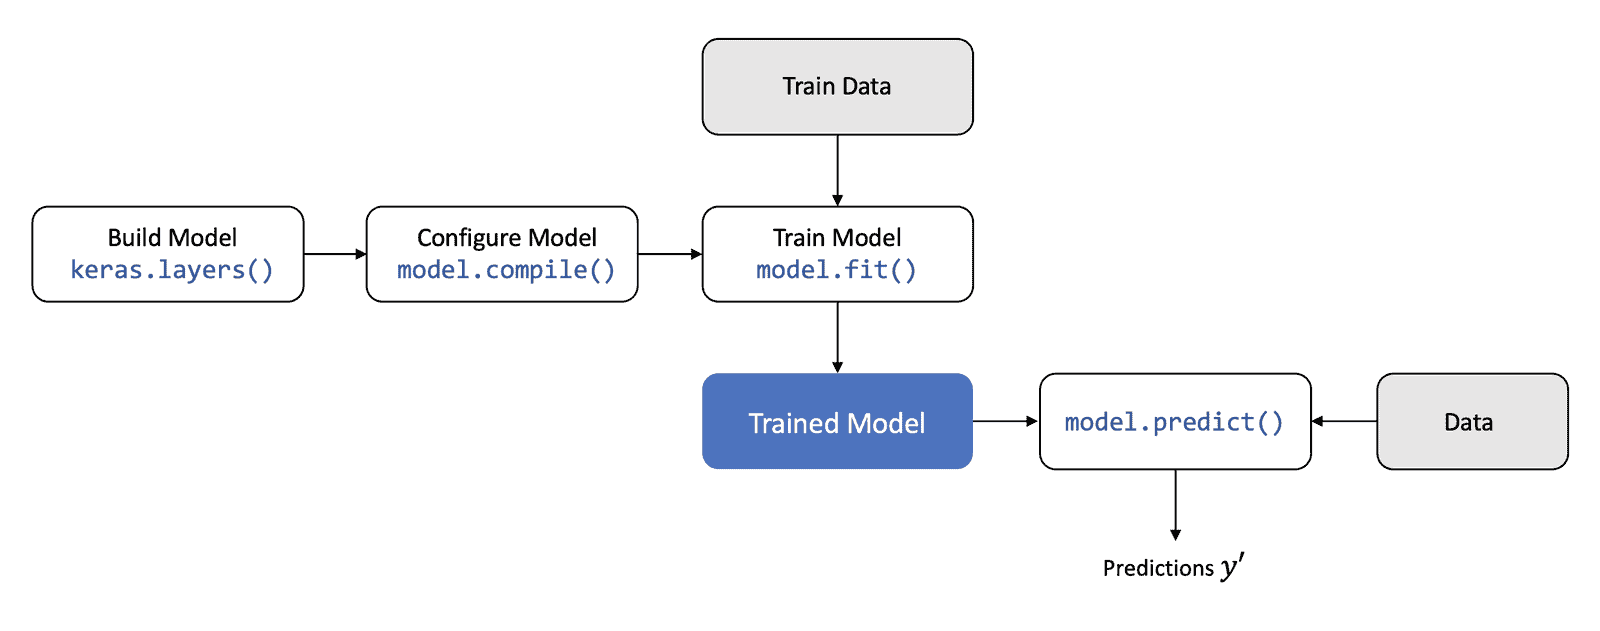 Train Data
Build Model
keras.layers()
Configure Model
model.compile()
Train Model
model.fit()
Trained Model
model.predict()
Data
Predictions y′